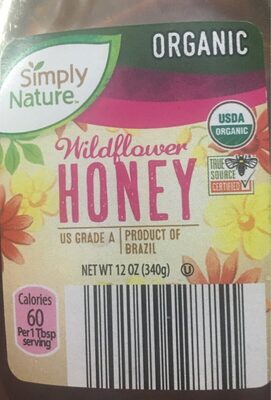 ORGANIC
Simply
Nature™
USDA
ORGANIC
Wildflower
HONEY
TRUE
SOURCE
CERTIFIED
US GRADE A
PRODUCT OF
BRAZIL
NET WT 12 OZ (340g)
U
Calories
60
Per 1 Tbsp
serving